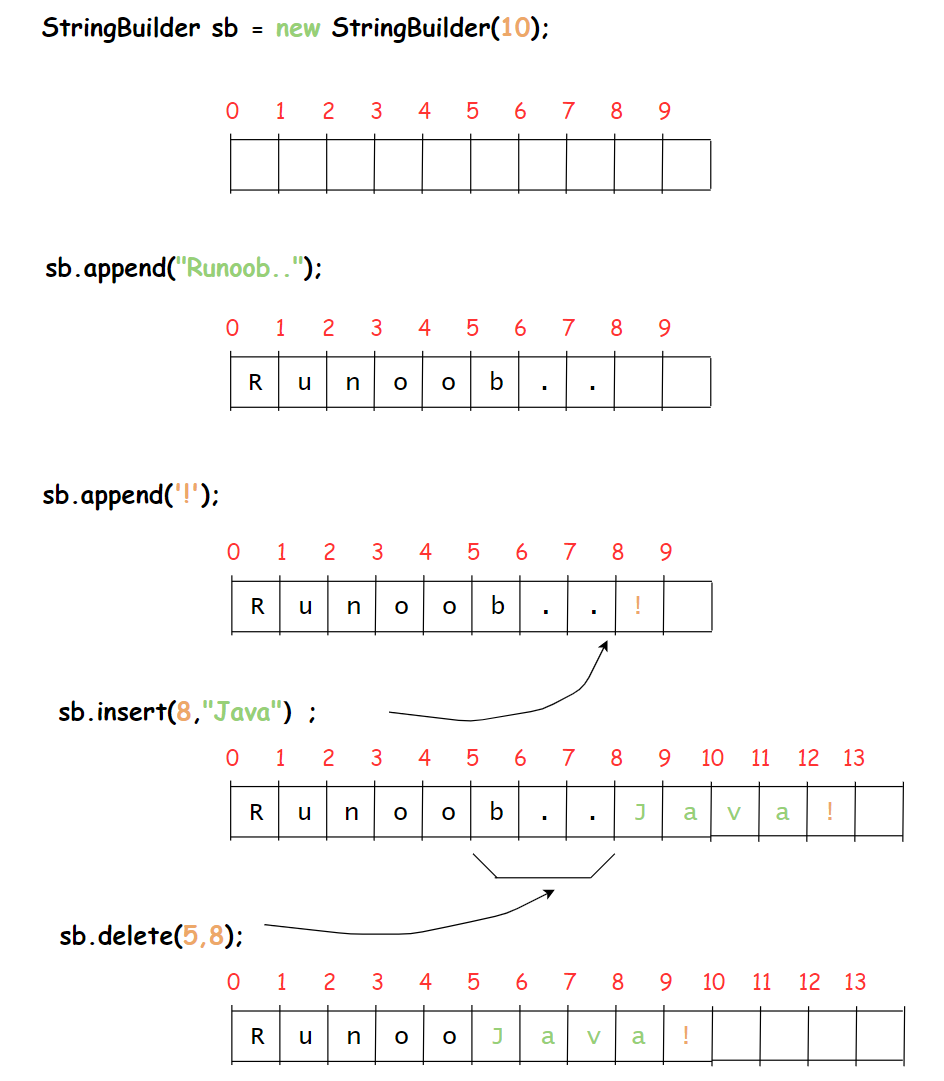 StringBuilder sb = new StringBuilder(10);
0 1 2 3 4 5 6 7 8 9
sb.append("Runoob..");
0 1 2 3 4 5 6 7 8 9
R u n o o b . .
sb.append('!');
0 1 2 3 4 5 6 7 8 9
R u n o o b . . !
sb.insert(8,"Java") ;
0 1 2 3 4 5 6 7 8 9 10 11 12 13
R u n o o b . . J a v a !
sb.delete(5,8);
0 1 2 3 4 5 6 7 8 9 10 11 12 13
R u n o o J a v a !